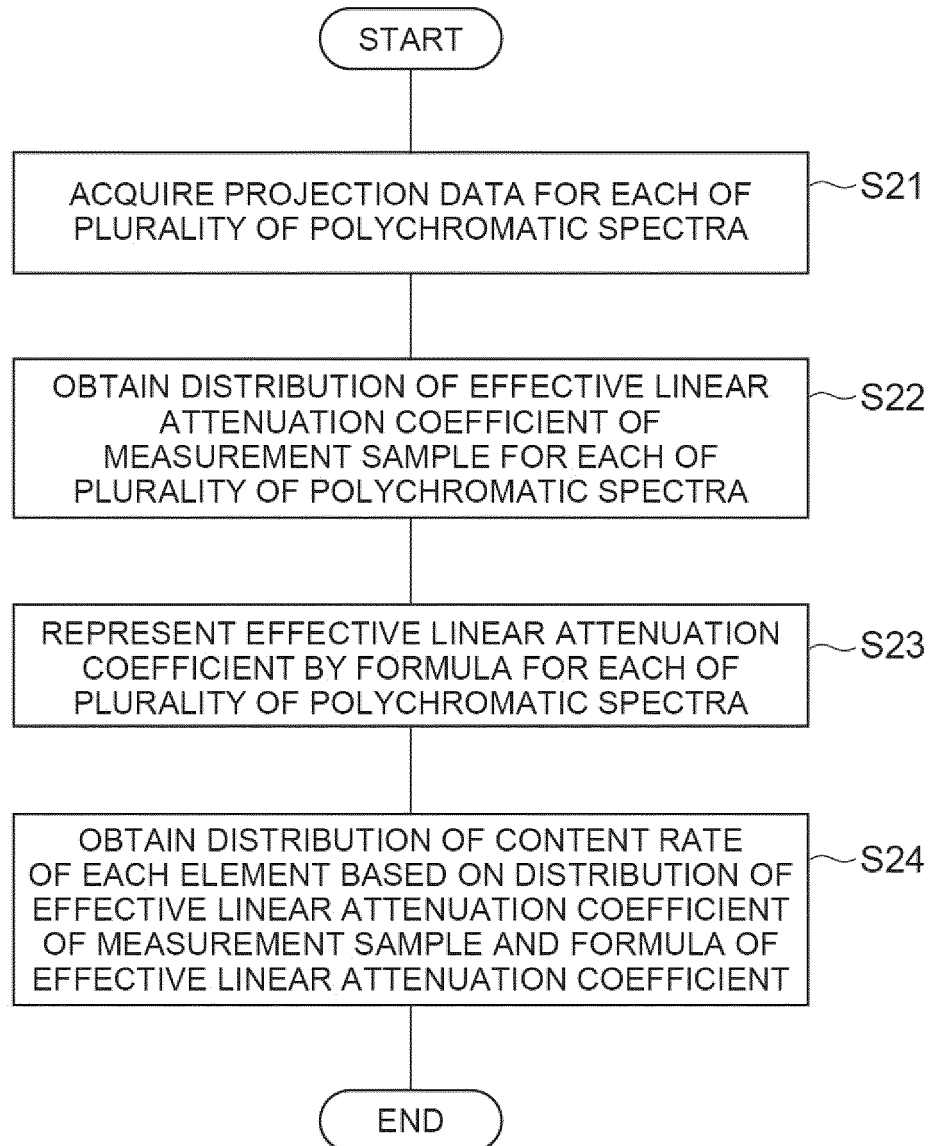 START
ACQUIRE PROJECTION DATA FOR EACH OF
PLURALITY OF POLYCHROMATIC SPECTRA
S21
OBTAIN DISTRIBUTION OF EFFECTIVE LINEAR
ATTENUATION COEFFICIENT OF
MEASUREMENT SAMPLE FOR EACH OF
PLURALITY OF POLYCHROMATIC SPECTRA
S22
REPRESENT EFFECTIVE LINEAR ATTENUATION
COEFFICIENT BY FORMULA FOR EACH OF
PLURALITY OF POLYCHROMATIC SPECTRA
S23
OBTAIN DISTRIBUTION OF CONTENT RATE
OF EACH ELEMENT BASED ON DISTRIBUTION OF
EFFECTIVE LINEAR ATTENUATION COEFFICIENT
OF MEASUREMENT SAMPLE AND FORMULA OF
EFFECTIVE LINEAR ATTENUATION COEFFICIENT
S24
END